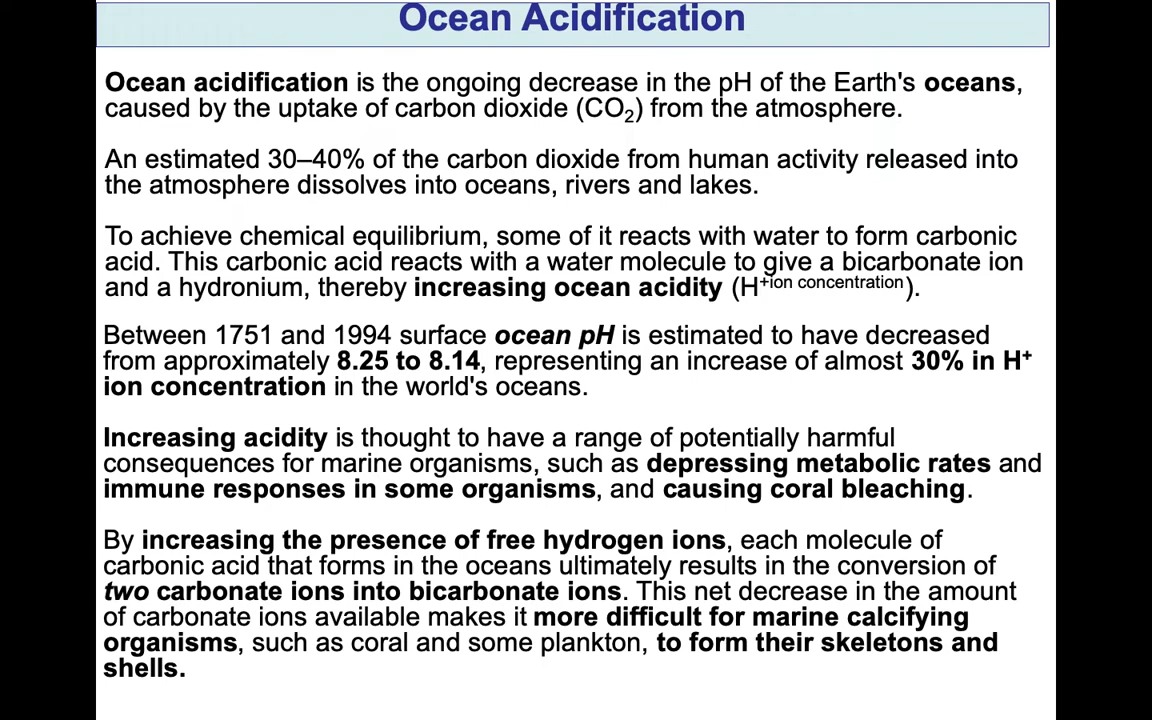 Ocean Acidification
Ocean acidification is the ongoing decrease in the pH of the Earth's oceans,
caused by the uptake of carbon dioxide (CO₂) from the atmosphere.
An estimated 30–40% of the carbon dioxide from human activity released into
the atmosphere dissolves into oceans, rivers and lakes.
To achieve chemical equilibrium, some of it reacts with water to form carbonic
acid. This carbonic acid reacts with a water molecule to give a bicarbonate ion
and a hydronium, thereby increasing ocean acidity (H+ion concentration).
Between 1751 and 1994 surface ocean pH is estimated to have decreased
from approximately 8.25 to 8.14, representing an increase of almost 30% in H⁺
ion concentration in the world's oceans.
Increasing acidity is thought to have a range of potentially harmful
consequences for marine organisms, such as depressing metabolic rates and
immune responses in some organisms, and causing coral bleaching.
By increasing the presence of free hydrogen ions, each molecule of
carbonic acid that forms in the oceans ultimately results in the conversion of
two carbonate ions into bicarbonate ions. This net decrease in the amount
of carbonate ions available makes it more difficult for marine calcifying
organisms, such as coral and some plankton, to form their skeletons and
shells.